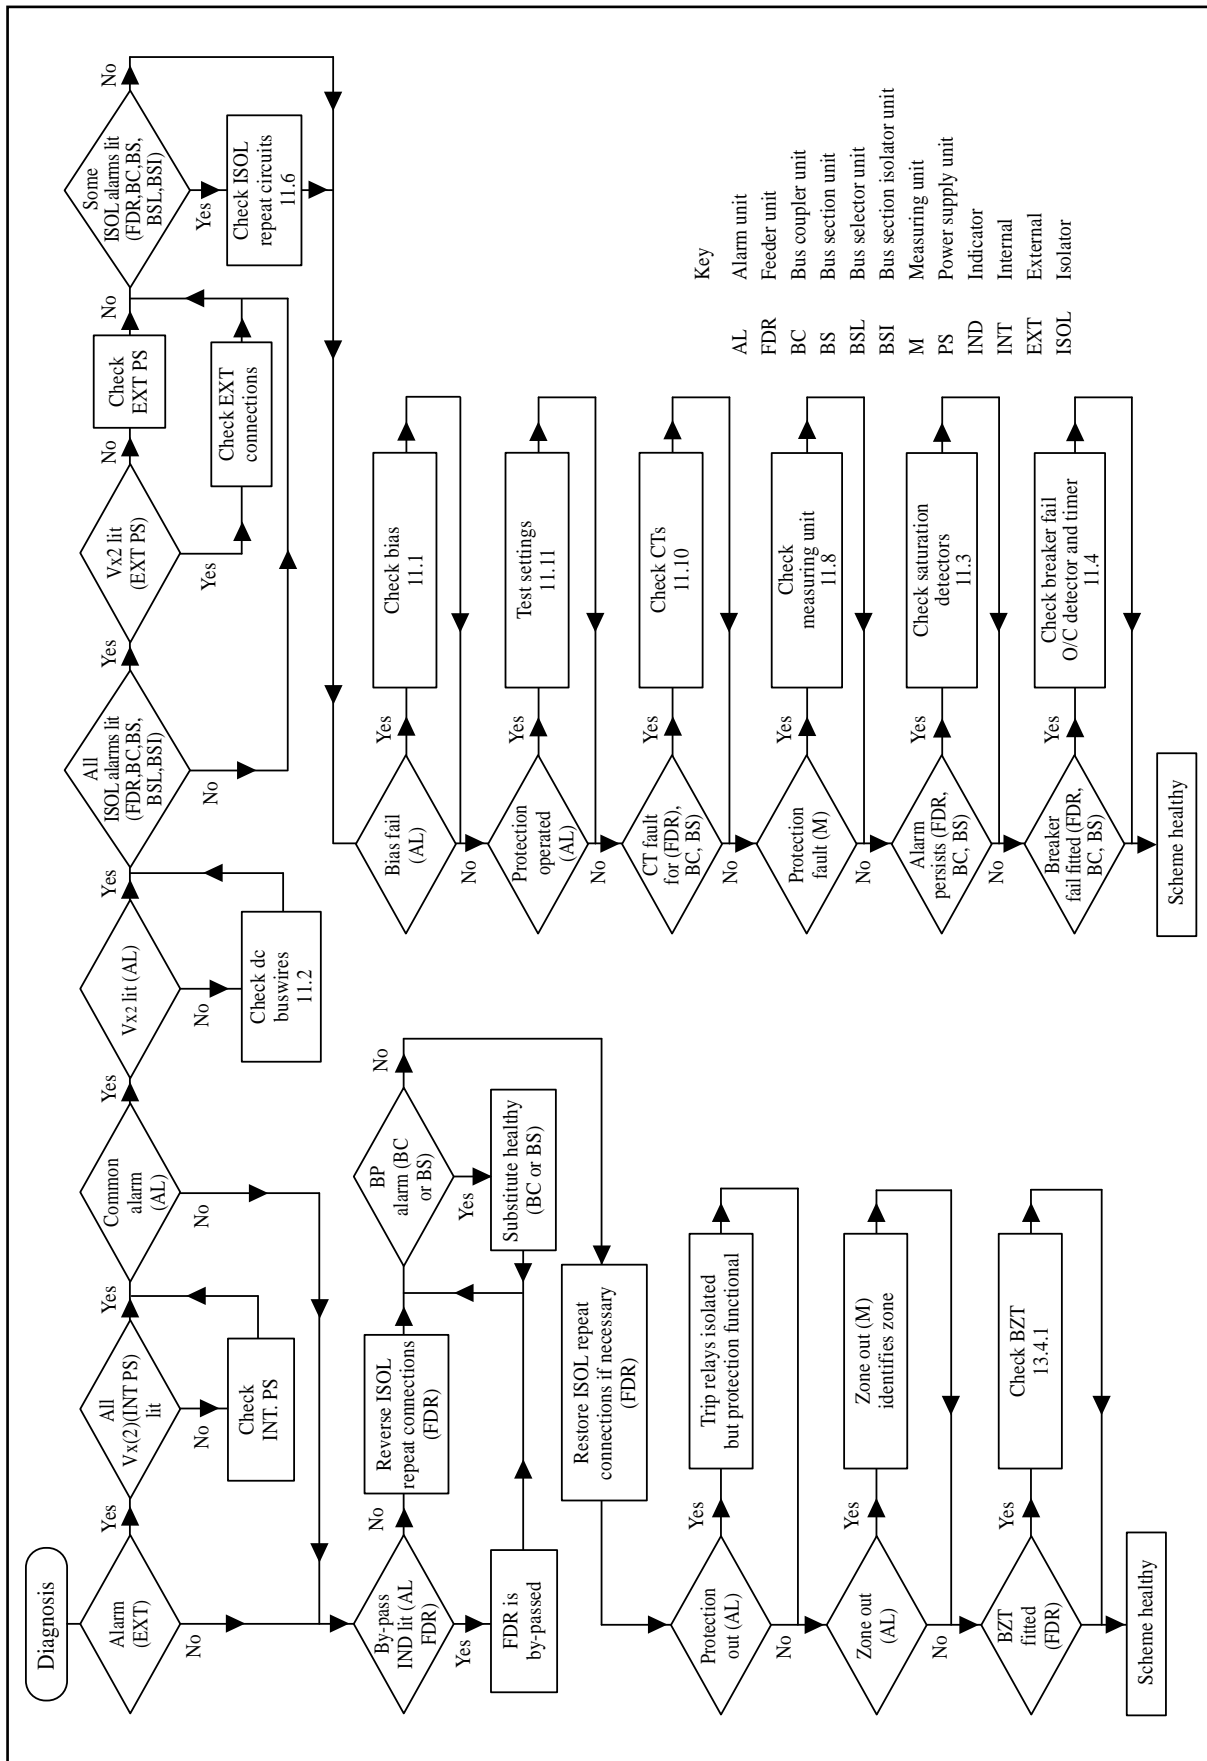 Diagnosis
Alarm
(EXT)
Yes
No
All
Vx(2)(INT PS)
lit
Yes
No
Check
INT. PS
Common
alarm
(AL)
Yes
No
Vx2 lit (AL)
Yes
No
Check dc
buswires
11.2
All
ISOL alarms lit
(FDR,BC,BS,
BSL,BSI)
Yes
No
Vx2 lit
(EXT PS)
No
Yes
Check
EXT PS
No
Check EXT
connections
Some
ISOL alarms lit
(FDR,BC,BS,
BSL,BSI)
No
Yes
Check ISOL
repeat circuits
11.6
By-pass
IND lit (AL
FDR)
No
Yes
FDR is
by-passed
Reverse ISOL
repeat connections
(FDR)
BP
alarm (BC
or BS)
No
Yes
Substitute healthy
(BC or BS)
Restore ISOL repeat
connections if necessary
(FDR)
Protection
out (AL)
Yes
No
Trip relays isolated
but protection functional
Zone out
(AL)
Yes
No
Zone out (M)
identifies zone
BZT
fitted
(FDR)
Yes
Check BZT
13.4.1
Scheme healthy
Bias fail
(AL)
Yes
No
Check bias
11.1
Protection
operated
(AL)
Yes
No
Test settings
11.11
CT fault
for (FDR),
BC, BS)
Yes
No
Check CTs
11.10
Protection
fault (M)
Yes
No
Check
measuring unit
11.8
Alarm
persists (FDR,
BC, BS)
Yes
No
Check saturation
detectors
11.3
Breaker
fail fitted (FDR,
BC, BS)
Yes
Check breaker fail
O/C detector and timer
11.4
Scheme healthy
Key
AL Alarm unit
FDR Feeder unit
BC Bus coupler unit
BS Bus section unit
BSL Bus selector unit
BSI Bus section isolator unit
M Measuring unit
PS Power supply unit
IND Indicator
INT Internal
EXT External
ISOL Isolator